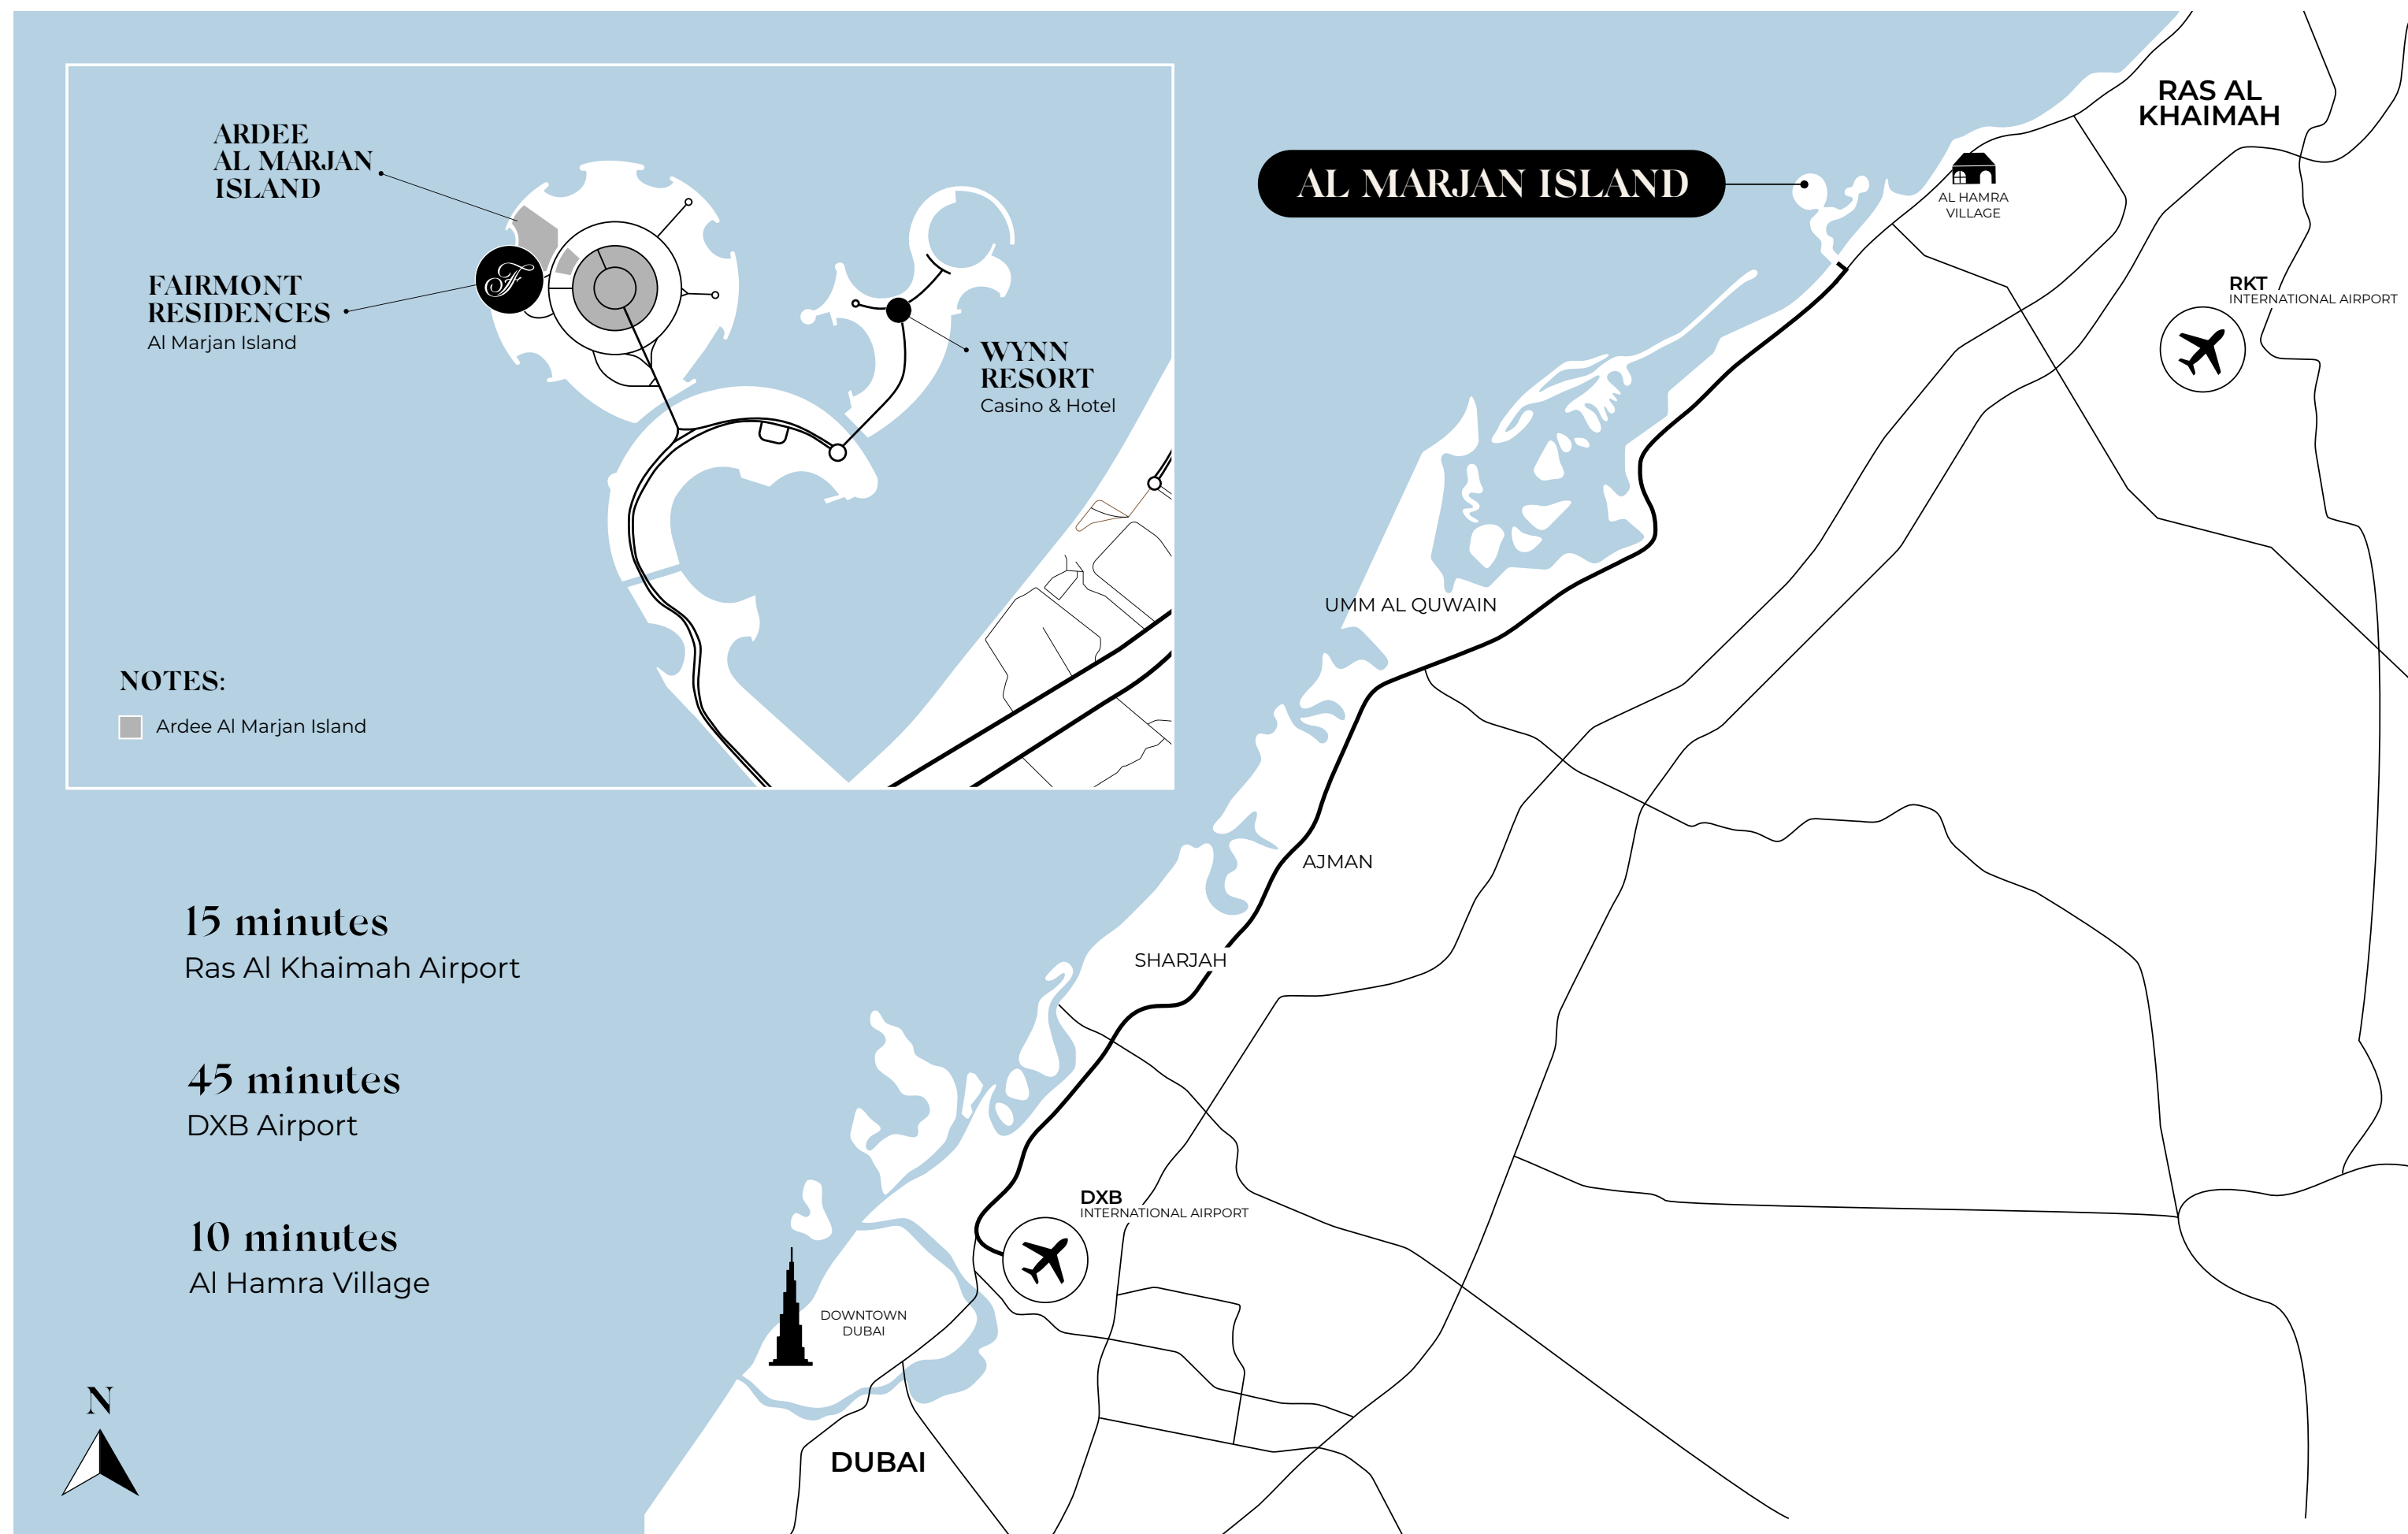 ARDEE
AL MARJAN
ISLAND
FAIRMONT
RESIDENCES
Al Marjan Island
F
WYNN
RESORT
Casino & Hotel
NOTES:
Ardee Al Marjan Island
AL MARJAN ISLAND
RAS AL
KHAIMAH
AL HAMRA
VILLAGE
RKT
INTERNATIONAL AIRPORT
UMM AL QUWAIN
AJMAN
SHARJAH
DXB
INTERNATIONAL AIRPORT
DOWNTOWN
DUBAI
DUBAI
15 minutes
Ras Al Khaimah Airport
45 minutes
DXB Airport
10 minutes
Al Hamra Village
N